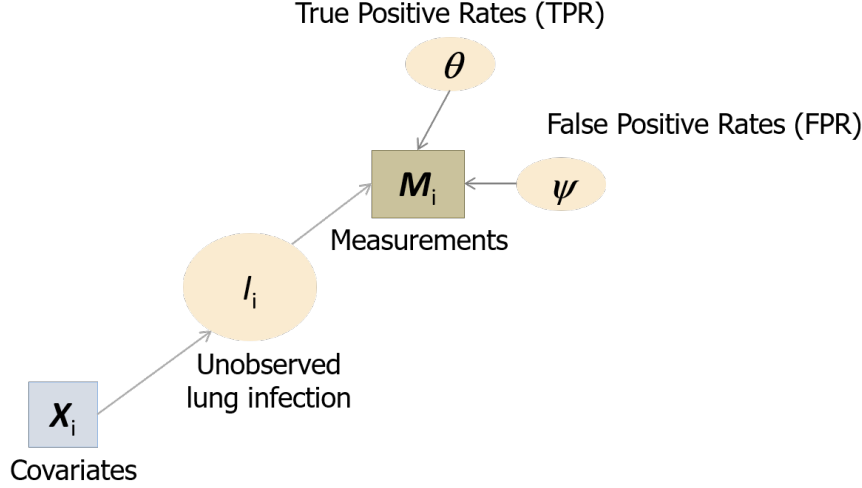 True Positive Rates (TPR)
θ
False Positive Rates (FPR)
Mi
ψ
Measurements
Ii
Unobserved
lung infection
Xi
Covariates